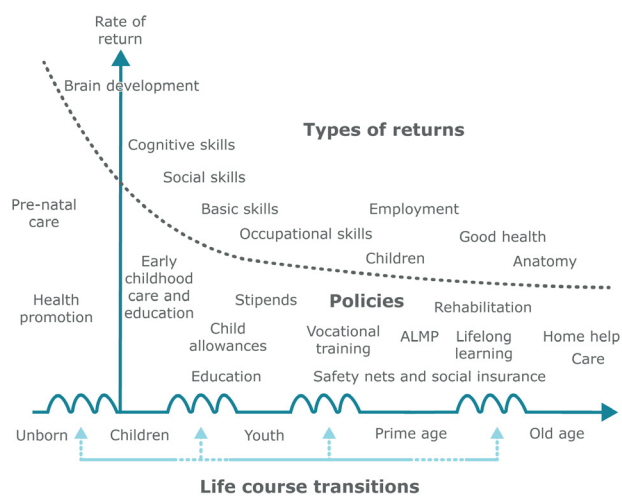 Rate of
return
Brain development
Types of returns
Cognitive skills
Social skills
Pre-natal
care
Basic skills
Employment
Occupational skills
Good health
Children
Anatomy
Early
childhood
care and
education
Health
promotion
Stipends
Policies
Rehabilitation
Child
allowances
Vocational
training
ALMP
Lifelong
learning
Home help
Care
Education
Safety nets and social insurance
Unborn
Children
Youth
Prime age
Old age
Life course transitions